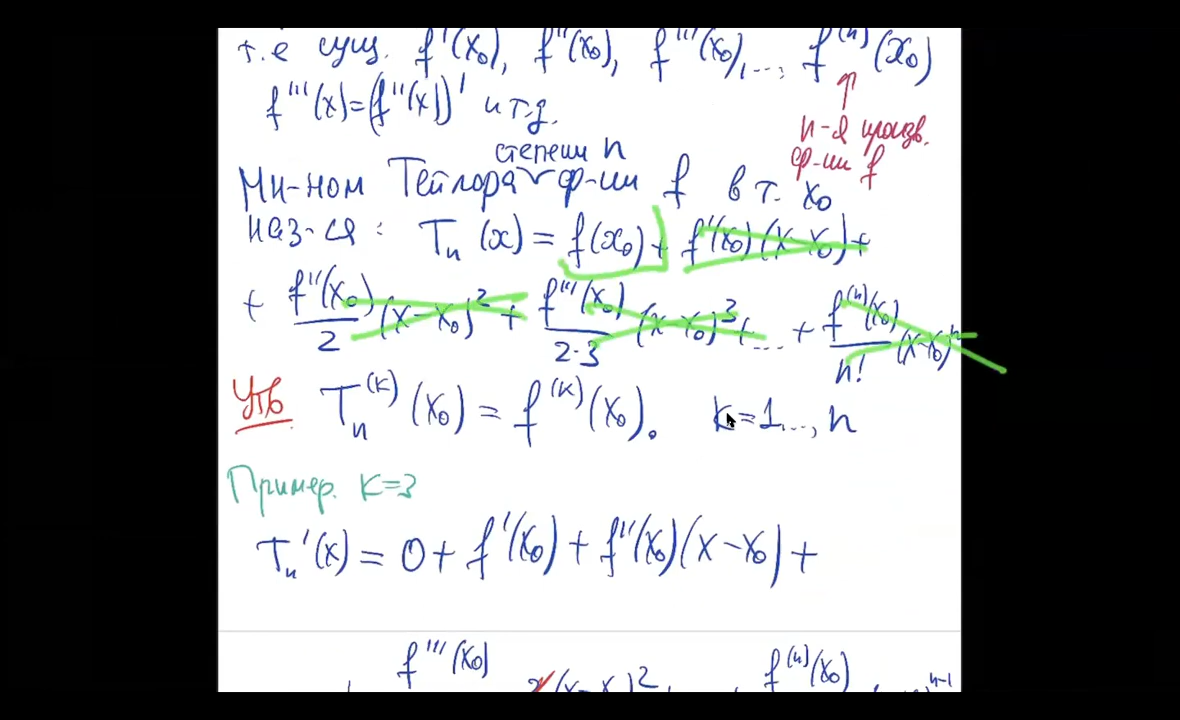 т.е сущ. f'(x₀), f''(x₀), f'''(x₀),..., f⁽ⁿ⁾(x₀)
f'''(x)=(f''(x))' и т.д.
n-я произв.
ф-ии f
степени n
Мн-ном Тейлора ф-ии f в т. x₀
наз-ся : Tₙ(x) = f(x₀) + f'(x₀)(x-x₀)+
+ f''(x₀)/2 (x-x₀)² + f'''(x₀)/2·3 (x-x₀)³+... + f⁽ⁿ⁾(x₀)/n! (x-x₀)ⁿ
Утв Tₙ⁽ᵏ⁾(x₀) = f⁽ᵏ⁾(x₀). k=1...,n
Пример. k=3
Tₙ'(x) = 0+ f'(x₀) + f''(x₀)(x-x₀)+
f'''(x₀) f⁽ⁿ⁾(x₀)